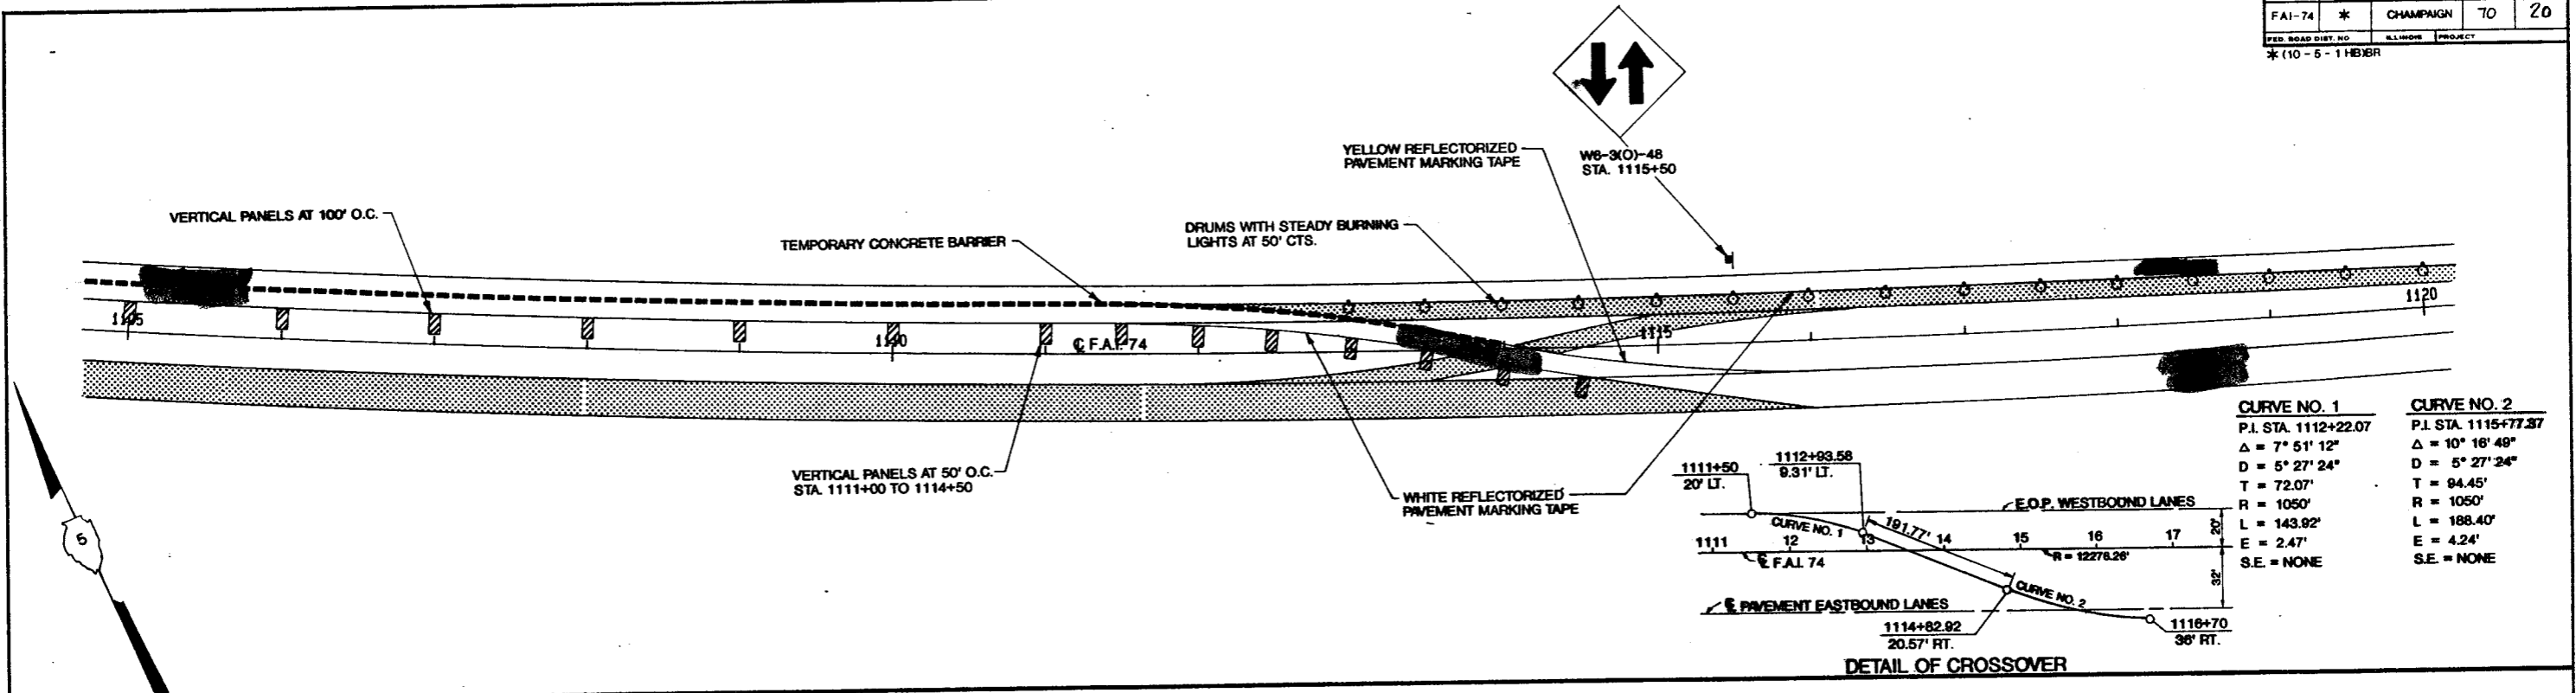 FAI-74 * CHAMPAIGN 70 20
FED. ROAD DIST. NO ILLINOIS PROJECT
* (10 - 5 - 1 HB)BR
YELLOW REFLECTORIZED
PAVEMENT MARKING TAPE
W6-3(O)-48
STA. 1115+50
VERTICAL PANELS AT 100' O.C.
TEMPORARY CONCRETE BARRIER
DRUMS WITH STEADY BURNING
LIGHTS AT 50' CTS.
1105
1110
℄ F.A.I. 74
1115
1120
VERTICAL PANELS AT 50' O.C.
STA. 1111+00 TO 1114+50
WHITE REFLECTORIZED
PAVEMENT MARKING TAPE
5
CURVE NO. 1
P.I. STA. 1112+22.07
Δ = 7° 51' 12"
D = 5° 27' 24"
T = 72.07'
R = 1050'
L = 143.92'
E = 2.47'
S.E. = NONE
CURVE NO. 2
P.I. STA. 1115+77.37
Δ = 10° 16' 49"
D = 5° 27' 24"
T = 94.45'
R = 1050'
L = 188.40'
E = 4.24'
S.E. = NONE
1111+50
20' LT.
1112+93.58
9.31' LT.
E.O.P. WESTBOUND LANES
CURVE NO. 1
191.77'
20'
1111 12 13 14 15 16 17
℄ F.A.I. 74
R = 12278.26'
32'
CURVE NO. 2
℄ PAVEMENT EASTBOUND LANES
1114+82.92
20.57' RT.
1116+70
36' RT.
DETAIL OF CROSSOVER